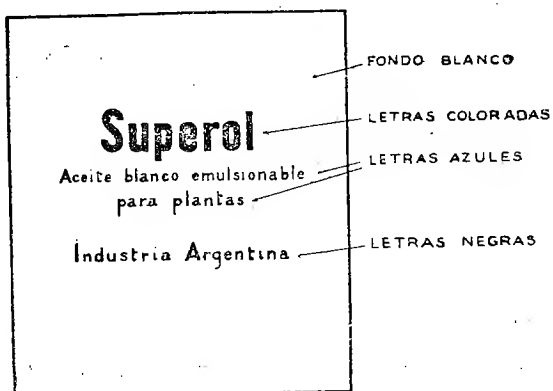 FONDO BLANCO
Superol
LETRAS COLORADAS
Aceite blanco emulsionable
para plantas
LETRAS AZULES
Industria Argentina
LETRAS NEGRAS